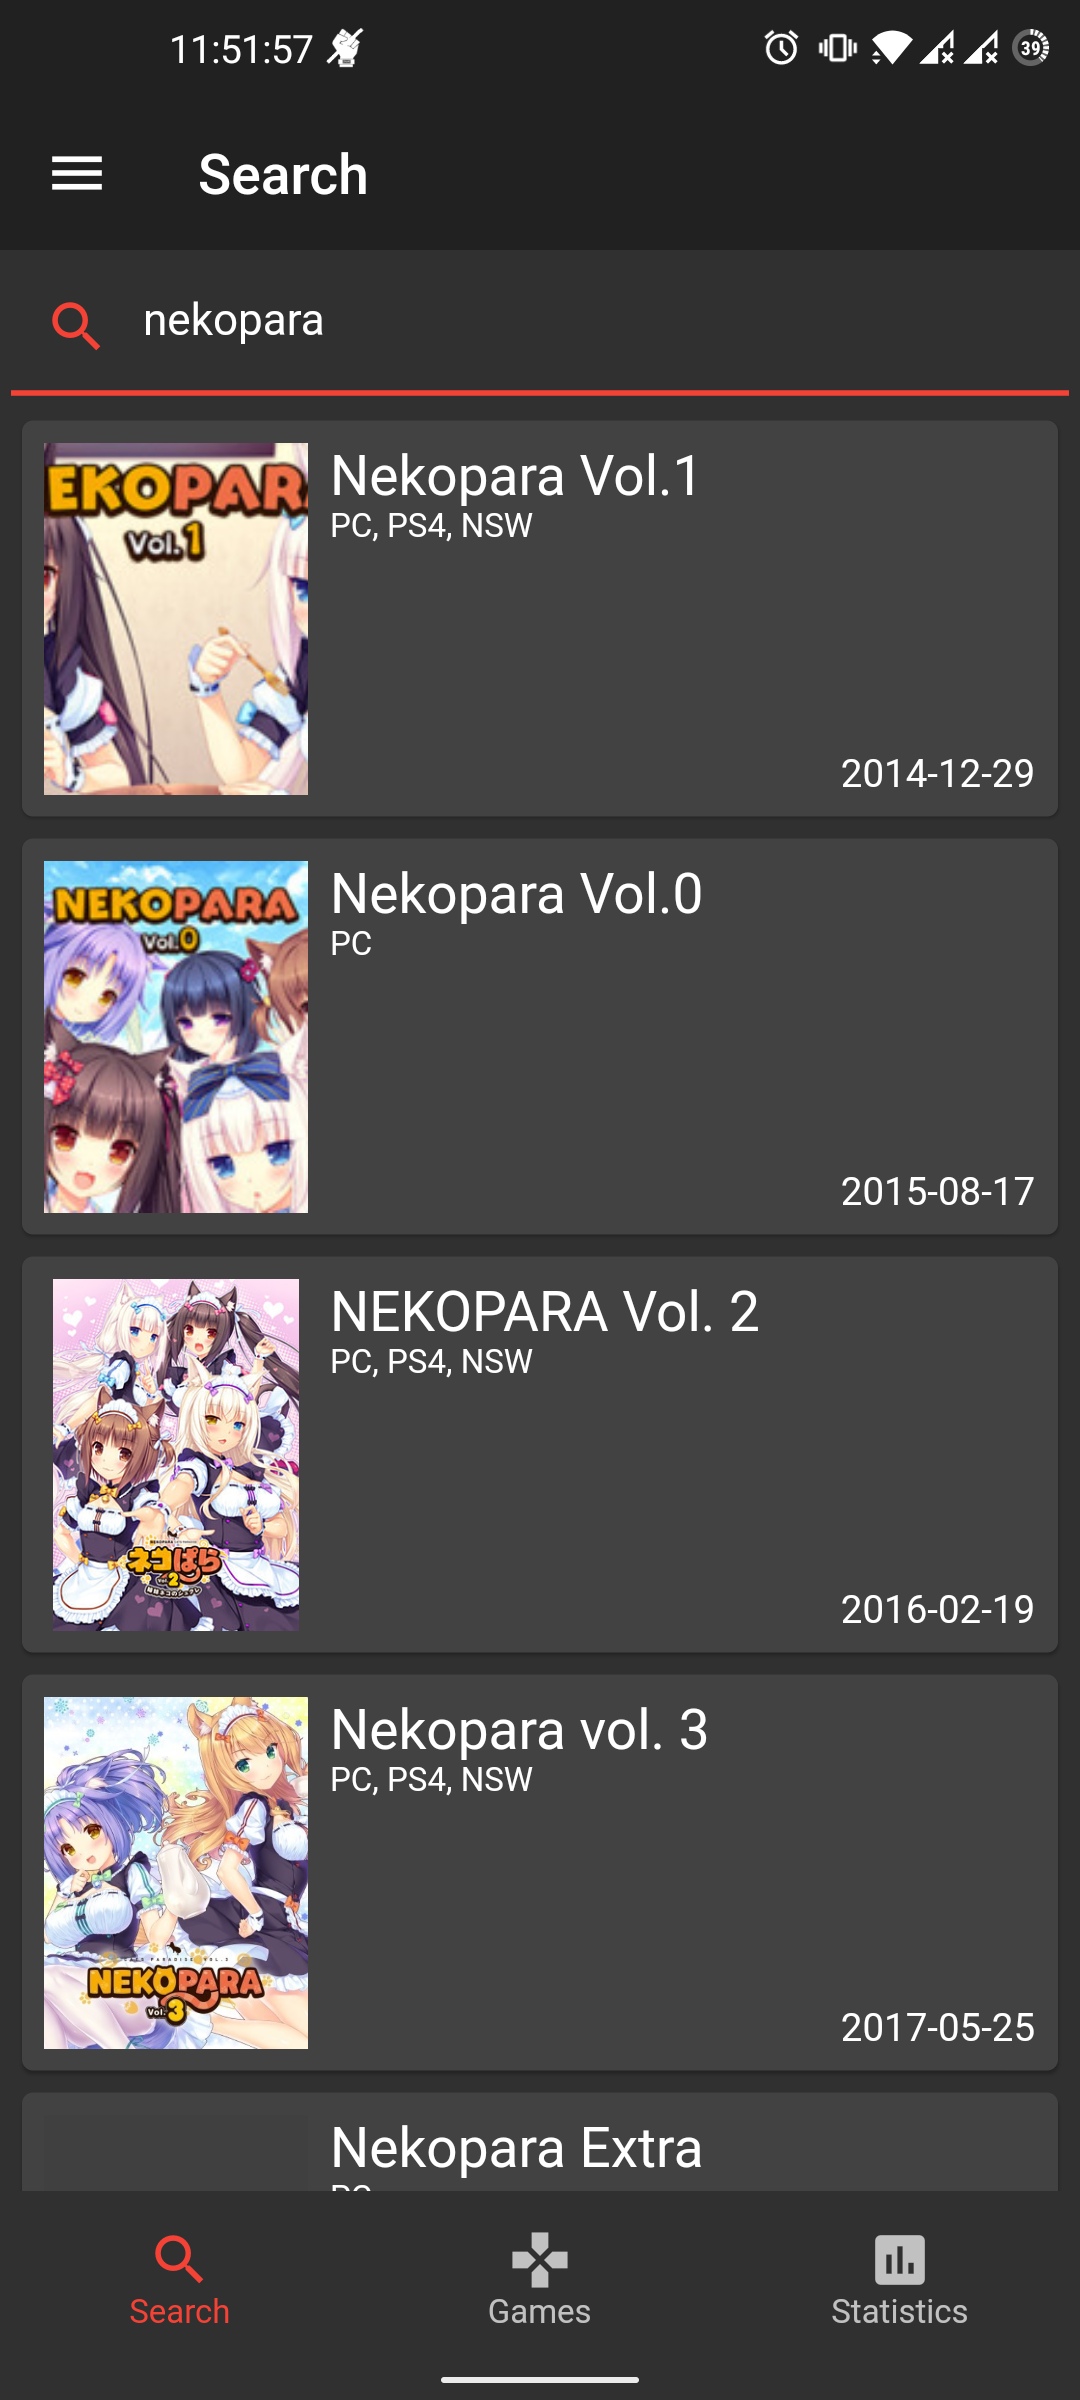 11:51:57
39
Search
nekopara
EKOPAR
Vol.1
Nekopara Vol.1
PC, PS4, NSW
2014-12-29
NEKOPARA
Vol.0
Nekopara Vol.0
PC
2015-08-17
ネコぱら
vol.2
NEKOPARA Vol. 2
PC, PS4, NSW
2016-02-19
NEKOPARA
Vol.3
Nekopara vol. 3
PC, PS4, NSW
2017-05-25
Nekopara Extra
PC
Search
Games
Statistics